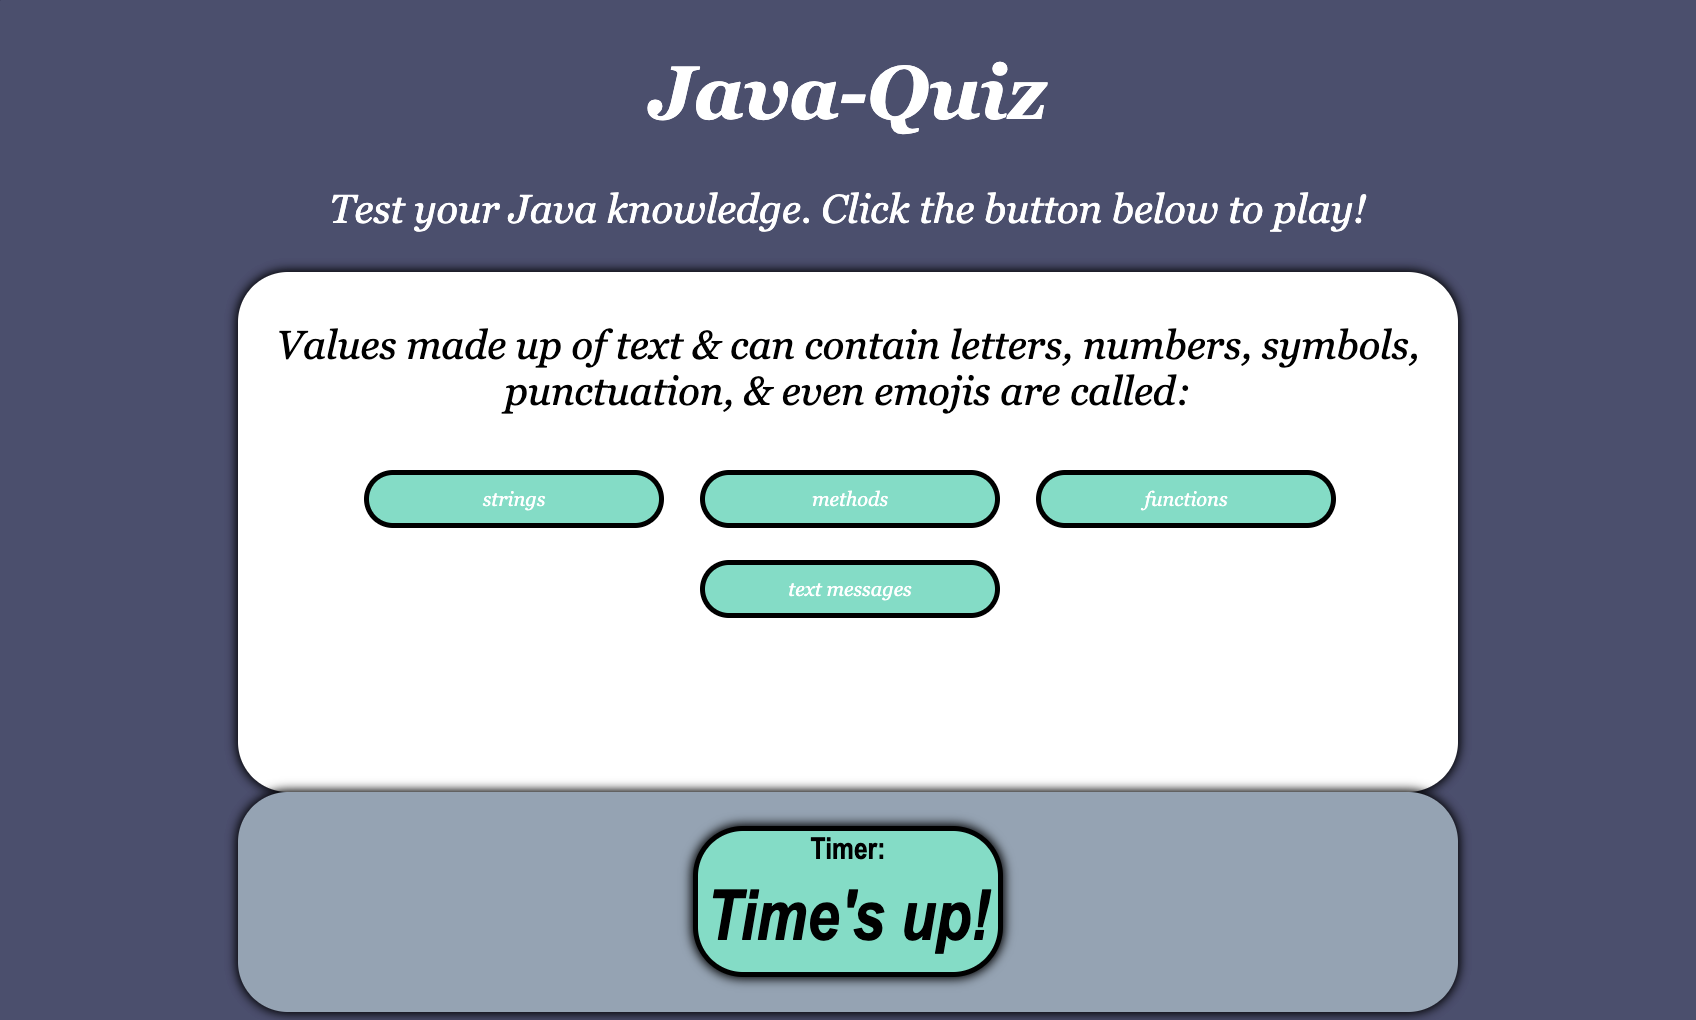 Java-Quiz
Test your Java knowledge. Click the button below to play!
Values made up of text & can contain letters, numbers, symbols,
punctuation, & even emojis are called:
strings
methods
functions
text messages
Timer:
Time's up!